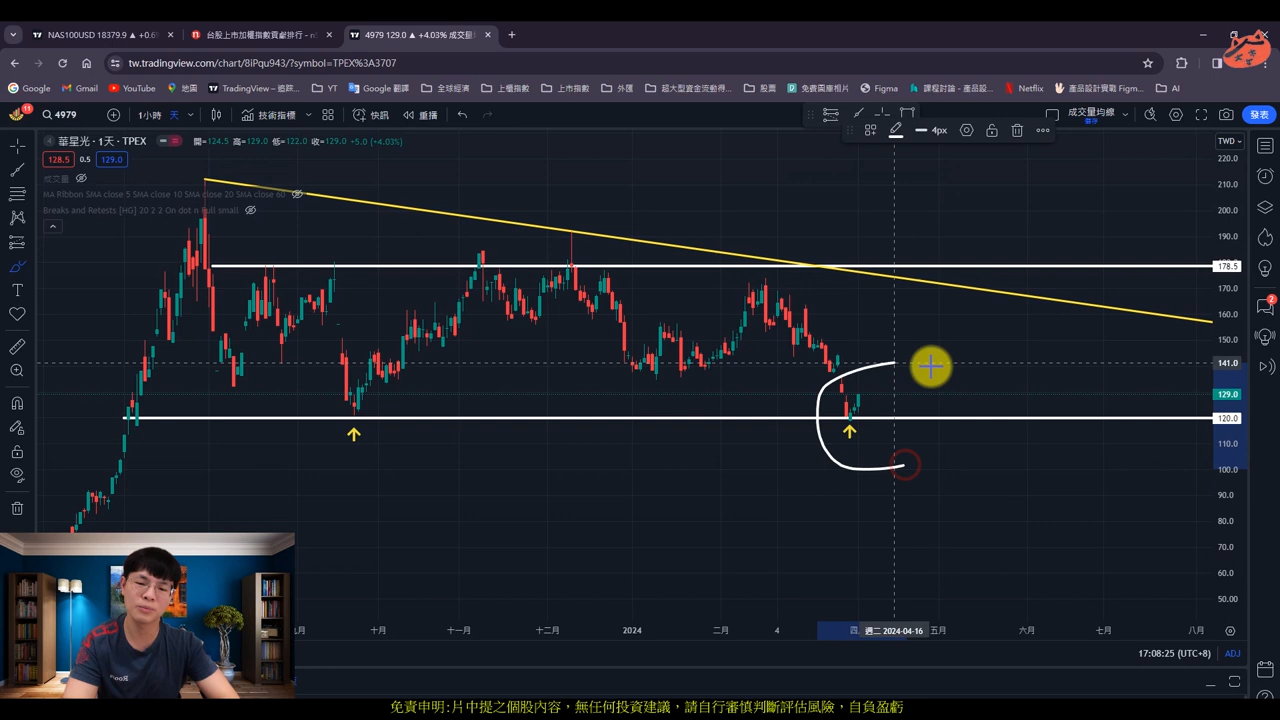 NAS100USD 18379.9 ▲ +0.6
台股上市加權指數貢獻排行 - n
4979 129.0 ▲ +4.03% 成交量
tw.tradingview.com/chart/8iPqu943/?symbol=TPEX%3A3707
Google Gmail YouTube 地圖 TradingView – 追蹤... YT Google 翻譯 全球經濟 上櫃指數 上市指數 外匯 超大型資金流動得... 股票 免費圖庫相片 Figma 課程討論 - 產品設... Netflix 產品設計實戰 Figm... AI
11
4979 1小時 天 技術指標 快訊 重播 成交量均線 儲存 發表
4px
華星光 · 1天 · TPEX 開=124.5 高=129.0 低=122.0 收=129.0 +5.0 (+4.03%)
TWD
128.5 0.5 129.0
成交量
MA Ribbon SMA close 5 SMA close 10 SMA close 20 SMA close 60
Breaks and Retests [HG] 20 2 2 On dot n Full small
220.0
210.0
200.0
190.0
178.5
170.0
160.0
150.0
141.0
129.0
120.0
110.0
100.0
90.0
80.0
70.0
60.0
50.00
2
九月 十月 十一月 十二月 2024 二月 4 四 週二 2024-04-16 五月 六月 七月 八月
17:08:25 (UTC+8) ADJ
免責申明:片中提之個股內容，無任何投資建議，請自行審慎判斷評估風險，自負盈虧